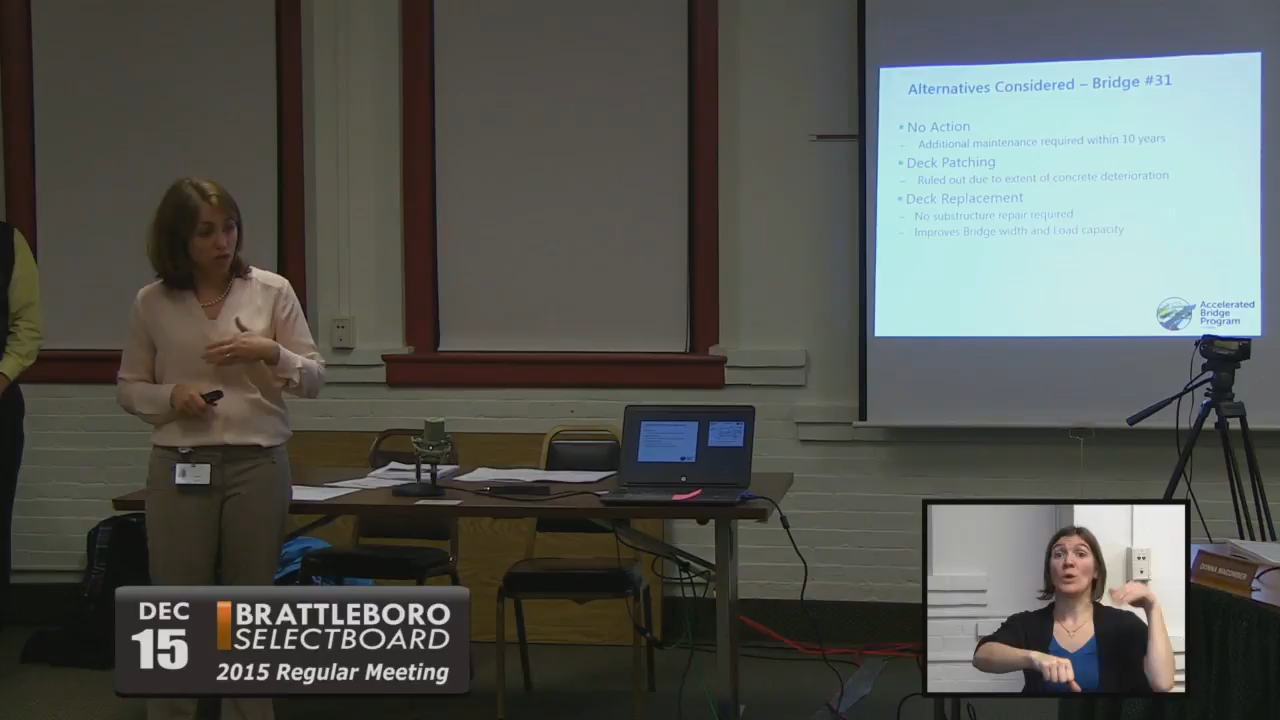 Alternatives Considered – Bridge #31
▪ No Action
– Additional maintenance required within 10 years
▪ Deck Patching
– Ruled out due to extent of concrete deterioration
▪ Deck Replacement
– No substructure repair required
– Improves Bridge width and Load capacity
Accelerated
Bridge
Program
DONNA MACOMBER
DEC
15
BRATTLEBORO
SELECTBOARD
2015 Regular Meeting